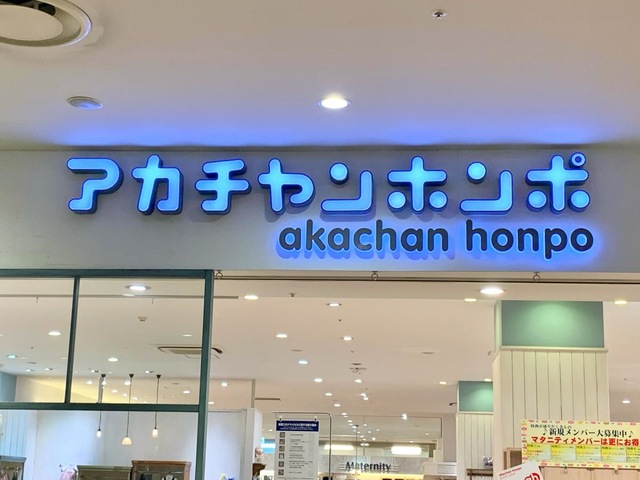 アカチャンホンポ
akachan honpo
新規メンバー大募集中♪
マタニティメンバーは更にお得
Maternity